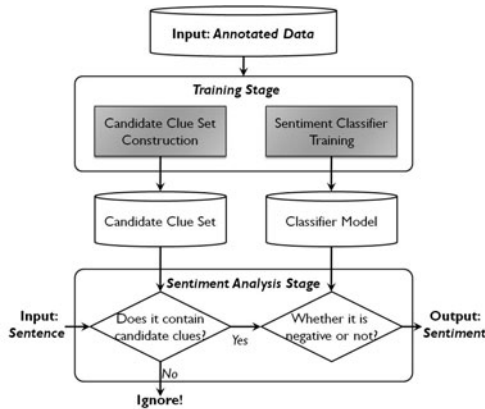 Input: Annotated Data
Training Stage
Candidate Clue Set
Construction
Sentiment Classifier
Training
Candidate Clue Set
Classifier Model
Sentiment Analysis Stage
Input:
Sentence
Does it contain
candidate clues?
Yes
Whether it is
negative or not?
Output:
Sentiment
No
Ignore!